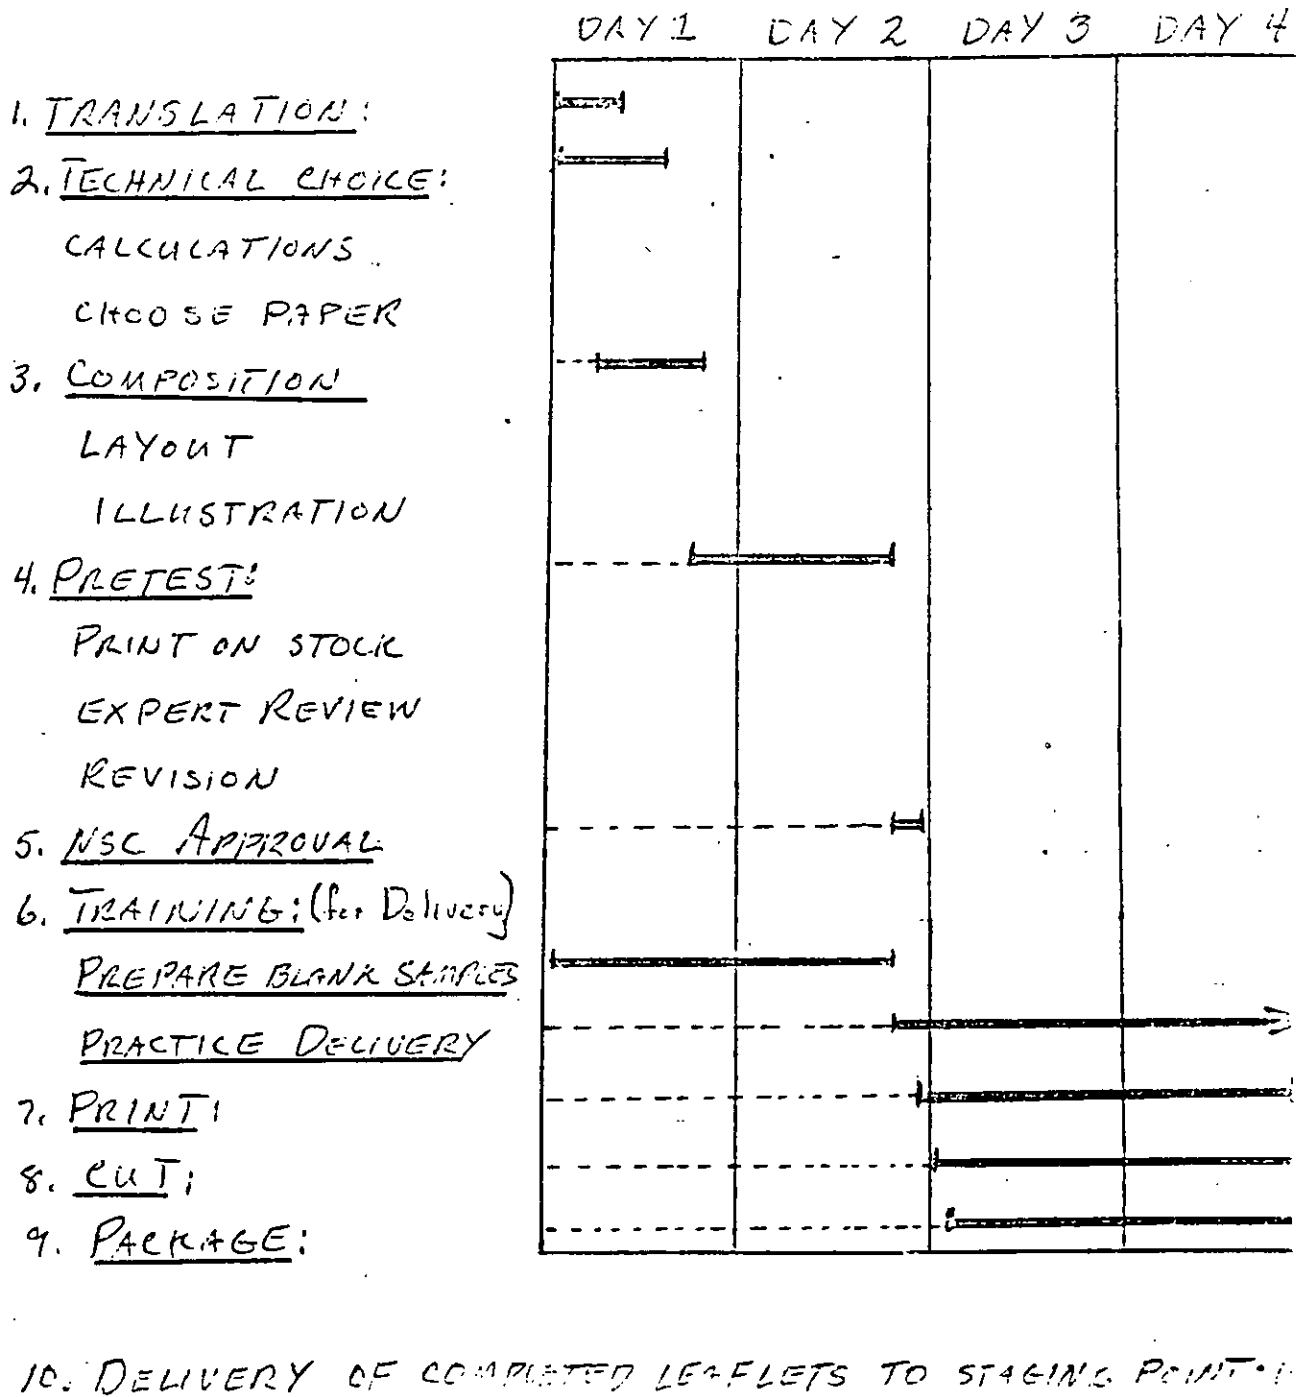 DAY 1 DAY 2 DAY 3 DAY 4
1. TRANSLATION:
2. TECHNICAL CHOICE:
CALCULATIONS
CHOOSE PAPER
3. COMPOSITION
LAYOUT
ILLUSTRATION
4. PRETEST:
PRINT ON STOCK
EXPERT REVIEW
REVISION
5. NSC APPROVAL
6. TRAINING: (for Delivery)
PREPARE BLANK SAMPLES
PRACTICE DELIVERY
7. PRINT:
8. CUT:
9. PACKAGE:
10. DELIVERY OF COMPLETED LEAFLETS TO STAGING POINT